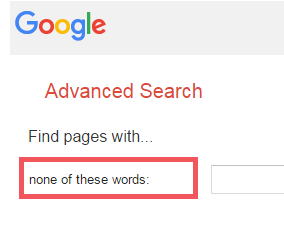 Google
Advanced Search
Find pages with...
none of these words: